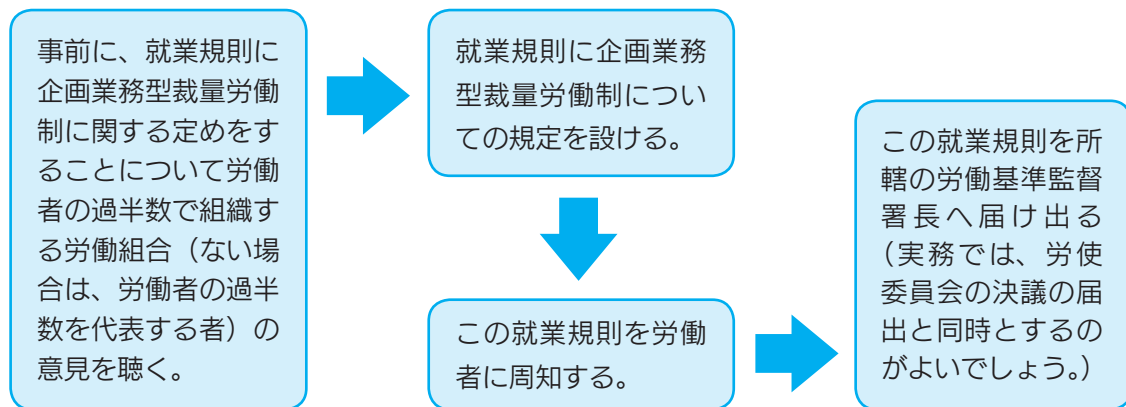 事前に、就業規則に
企画業務型裁量労働
制に関する定めをす
ることについて労働
者の過半数で組織す
る労働組合（ない場
合は、労働者の過半
数を代表する者）の
意見を聴く。
就業規則に企画業務
型裁量労働制につい
ての規定を設ける。
この就業規則を労働
者に周知する。
この就業規則を所
轄の労働基準監督
署長へ届け出る
（実務では、労使
委員会の決議の届
出と同時とするの
がよいでしょう。）